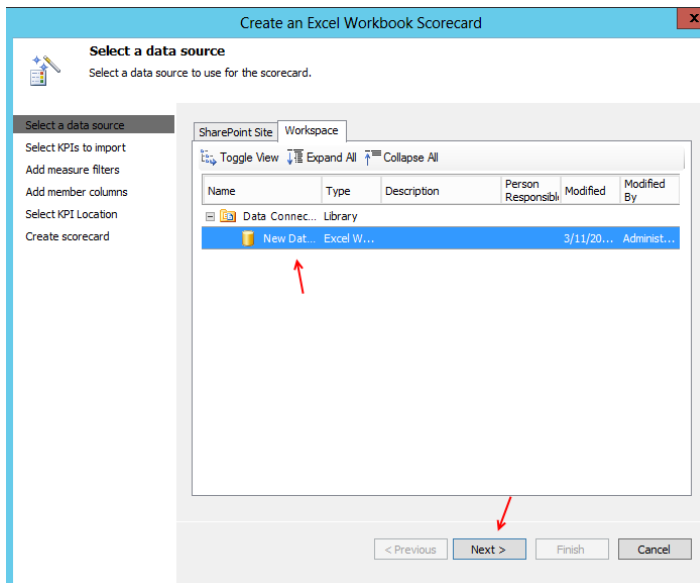 Create an Excel Workbook Scorecard
x
Select a data source
Select a data source to use for the scorecard.
Select a data source
Select KPIs to import
Add measure filters
Add member columns
Select KPI Location
Create scorecard
SharePoint Site Workspace
Toggle View Expand All Collapse All
Name Type Description Person Responsibl Modified Modified By
Data Connec... Library
New Dat... Excel W... 3/11/20... Administ...
< Previous Next > Finish Cancel